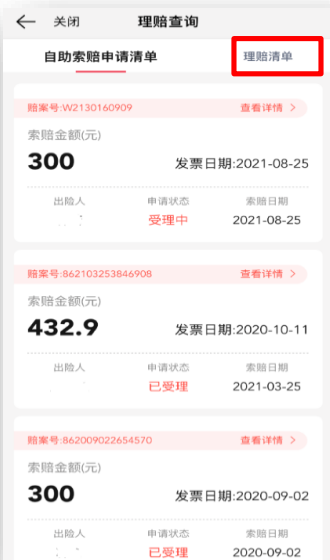 关闭 理赔查询
自助索赔申请清单 理赔清单
赔案号:W2130160909 查看详情 >
索赔金额(元)
300 发票日期:2021-08-25
出险人 申请状态 索赔日期
受理中 2021-08-25
赔案号:862103253846908 查看详情 >
索赔金额(元)
432.9 发票日期:2020-10-11
出险人 申请状态 索赔日期
已受理 2021-03-25
赔案号:862009022654570 查看详情 >
索赔金额(元)
300 发票日期:2020-09-02
出险人 申请状态 索赔日期
已受理 2020-09-02